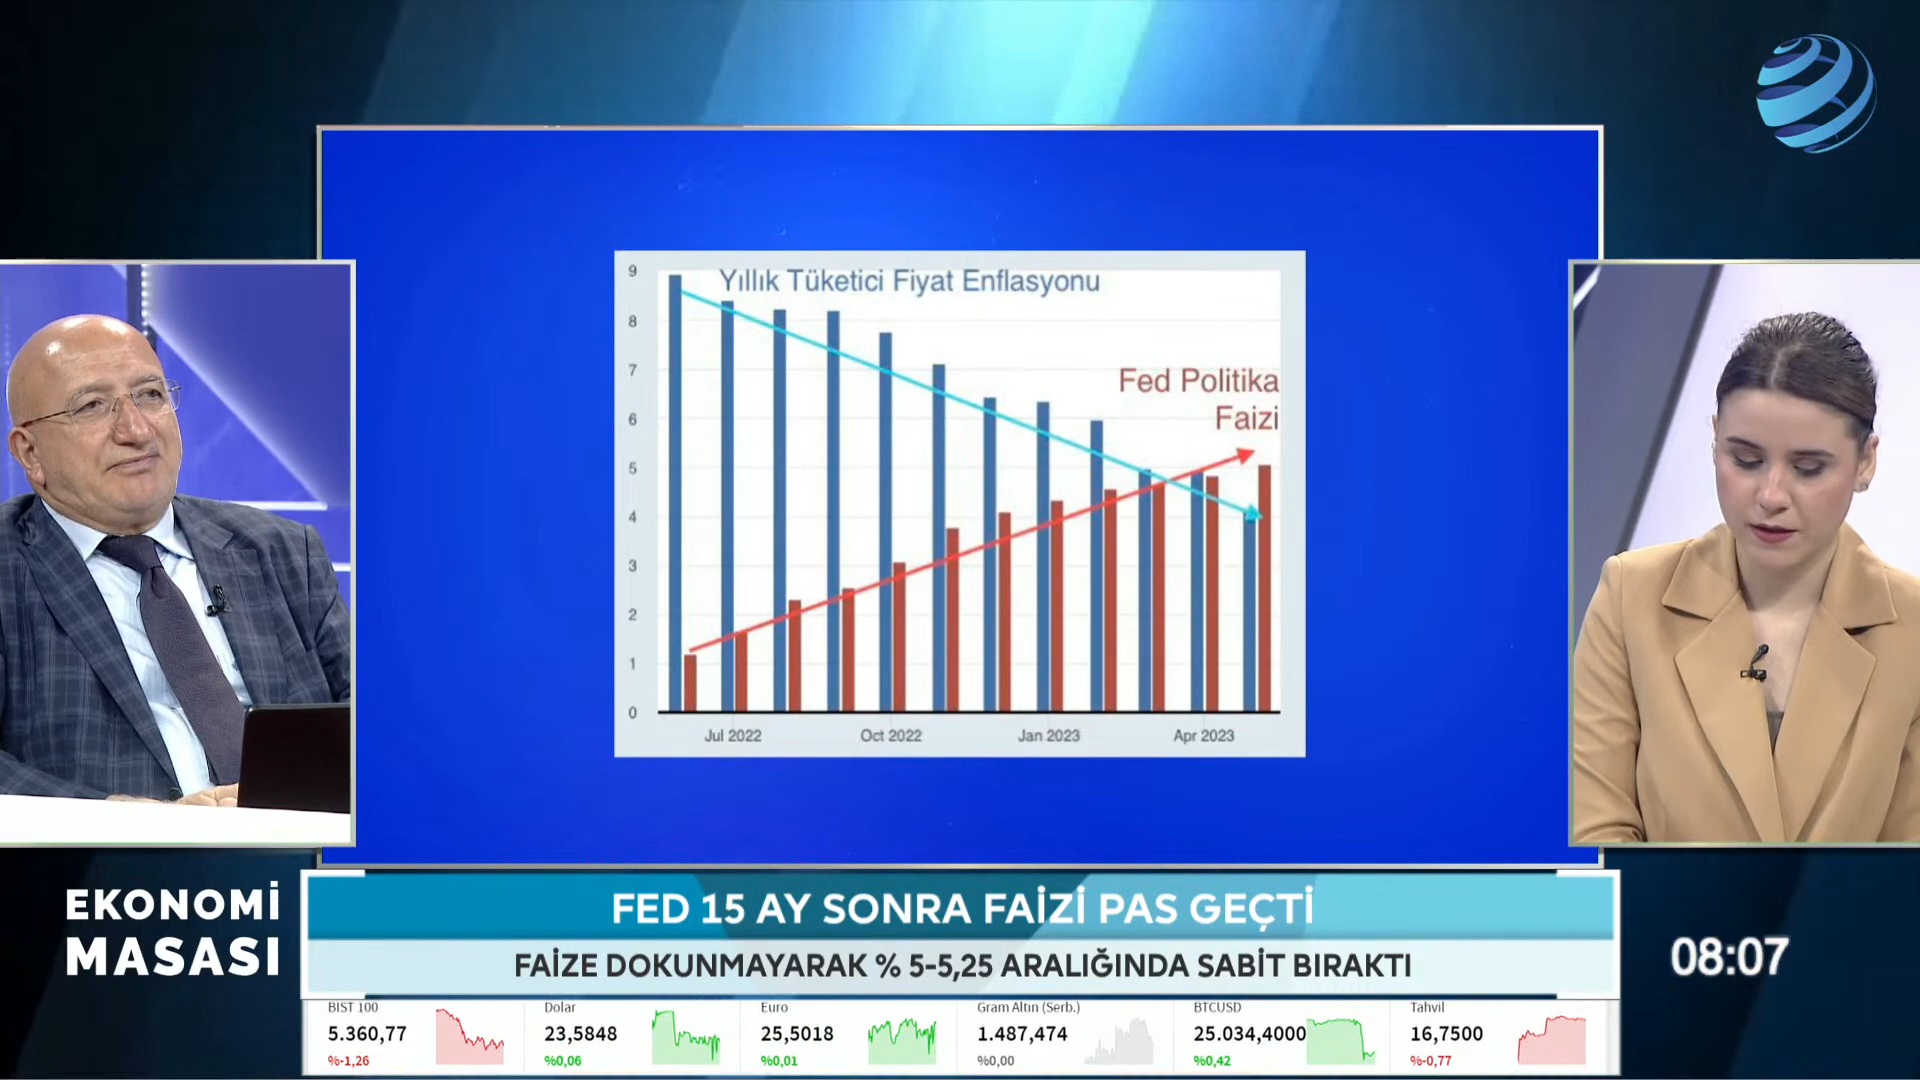 Yıllık Tüketici Fiyat Enflasyonu
Fed Politika
Faizi
9
8
7
6
5
4
3
2
1
0
Jul 2022
Oct 2022
Jan 2023
Apr 2023
EKONOMİ
MASASI
FED 15 AY SONRA FAİZİ PAS GEÇTİ
FAİZE DOKUNMAYARAK % 5-5,25 ARALIĞINDA SABİT BIRAKTI
08:07
BIST 100
5.360,77
%-1,26
Dolar
23,5848
%0,06
Euro
25,5018
%0,01
Gram Altın (Serb.)
1.487,474
%0,00
BTCUSD
25.034,4000
%0,42
Tahvil
16,7500
%-0,77